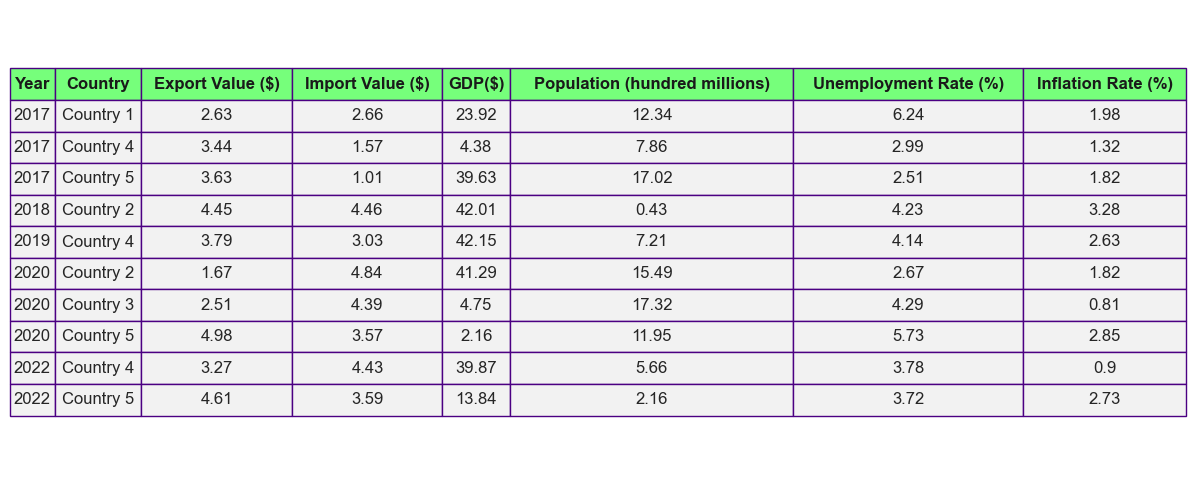 Year Country Export Value ($) Import Value ($) GDP($) Population (hundred millions) Unemployment Rate (%) Inflation Rate (%)
2017 Country 1 2.63 2.66 23.92 12.34 6.24 1.98
2017 Country 4 3.44 1.57 4.38 7.86 2.99 1.32
2017 Country 5 3.63 1.01 39.63 17.02 2.51 1.82
2018 Country 2 4.45 4.46 42.01 0.43 4.23 3.28
2019 Country 4 3.79 3.03 42.15 7.21 4.14 2.63
2020 Country 2 1.67 4.84 41.29 15.49 2.67 1.82
2020 Country 3 2.51 4.39 4.75 17.32 4.29 0.81
2020 Country 5 4.98 3.57 2.16 11.95 5.73 2.85
2022 Country 4 3.27 4.43 39.87 5.66 3.78 0.9
2022 Country 5 4.61 3.59 13.84 2.16 3.72 2.73